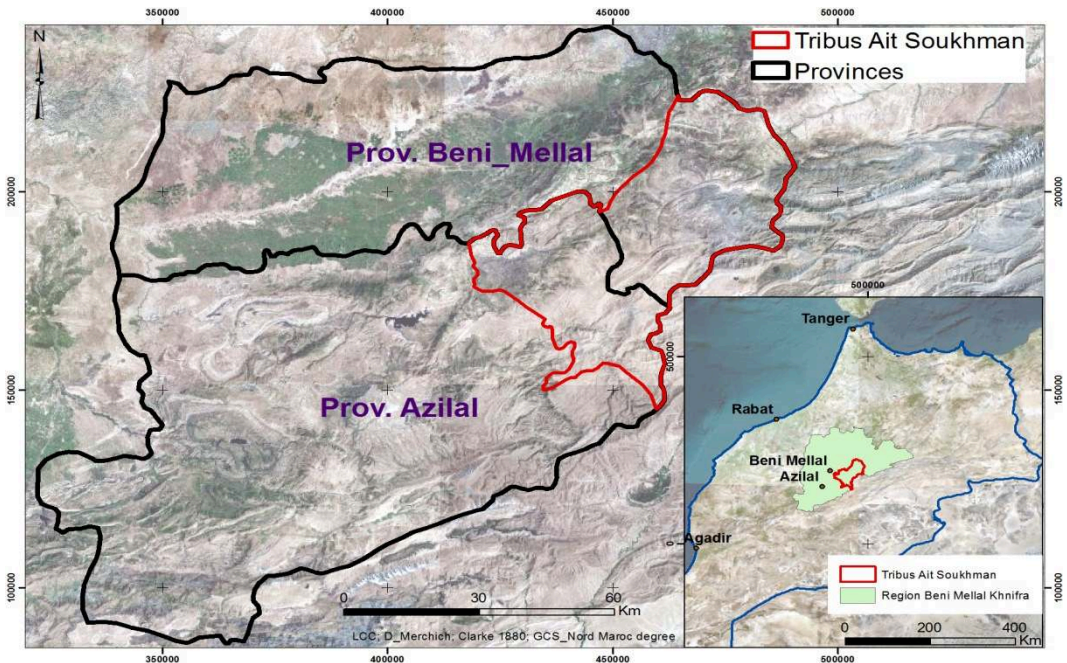 350000 400000 450000 500000
N
Tribus Ait Soukhman
Provinces
Prov. Beni_Mellal
200000 200000
500000
Tanger
500000
150000 150000
Prov. Azilal
Rabat
Beni Mellal
Azilal
Agadir
0
Tribus Ait Soukhman
Region Beni Mellal Khnifra
100000 100000
0 30 60
Km
0 200 400
Km
LCC; D_Merchich; Clarke 1880; GCS_Nord Maroc degree
350000 400000 450000 500000